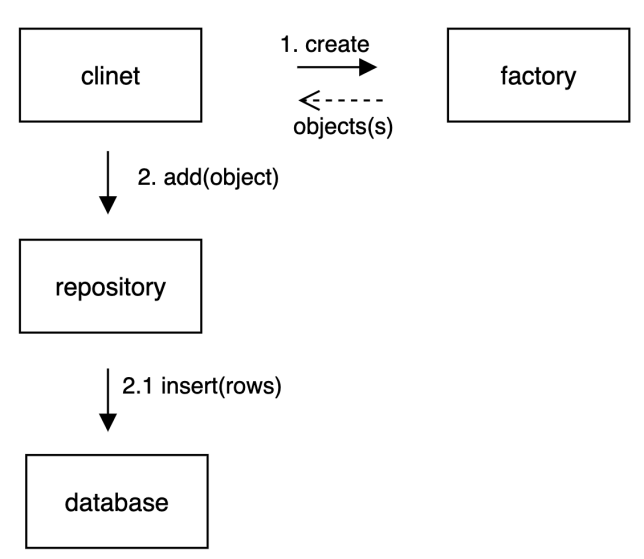 clinet
1. create
factory
objects(s)
2. add(object)
repository
2.1 insert(rows)
database